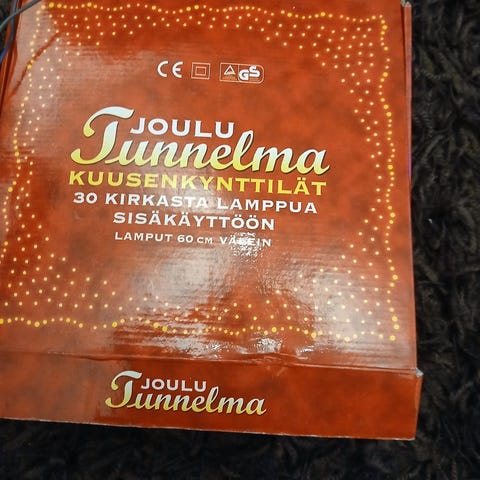 CE GS
JOULU
Tunnelma
KUUSENKYNTTILÄT
30 KIRKASTA LAMPPUA
SISÄKÄYTTÖÖN
LAMPUT 60 CM VÄLEIN
JOULU
Tunnelma